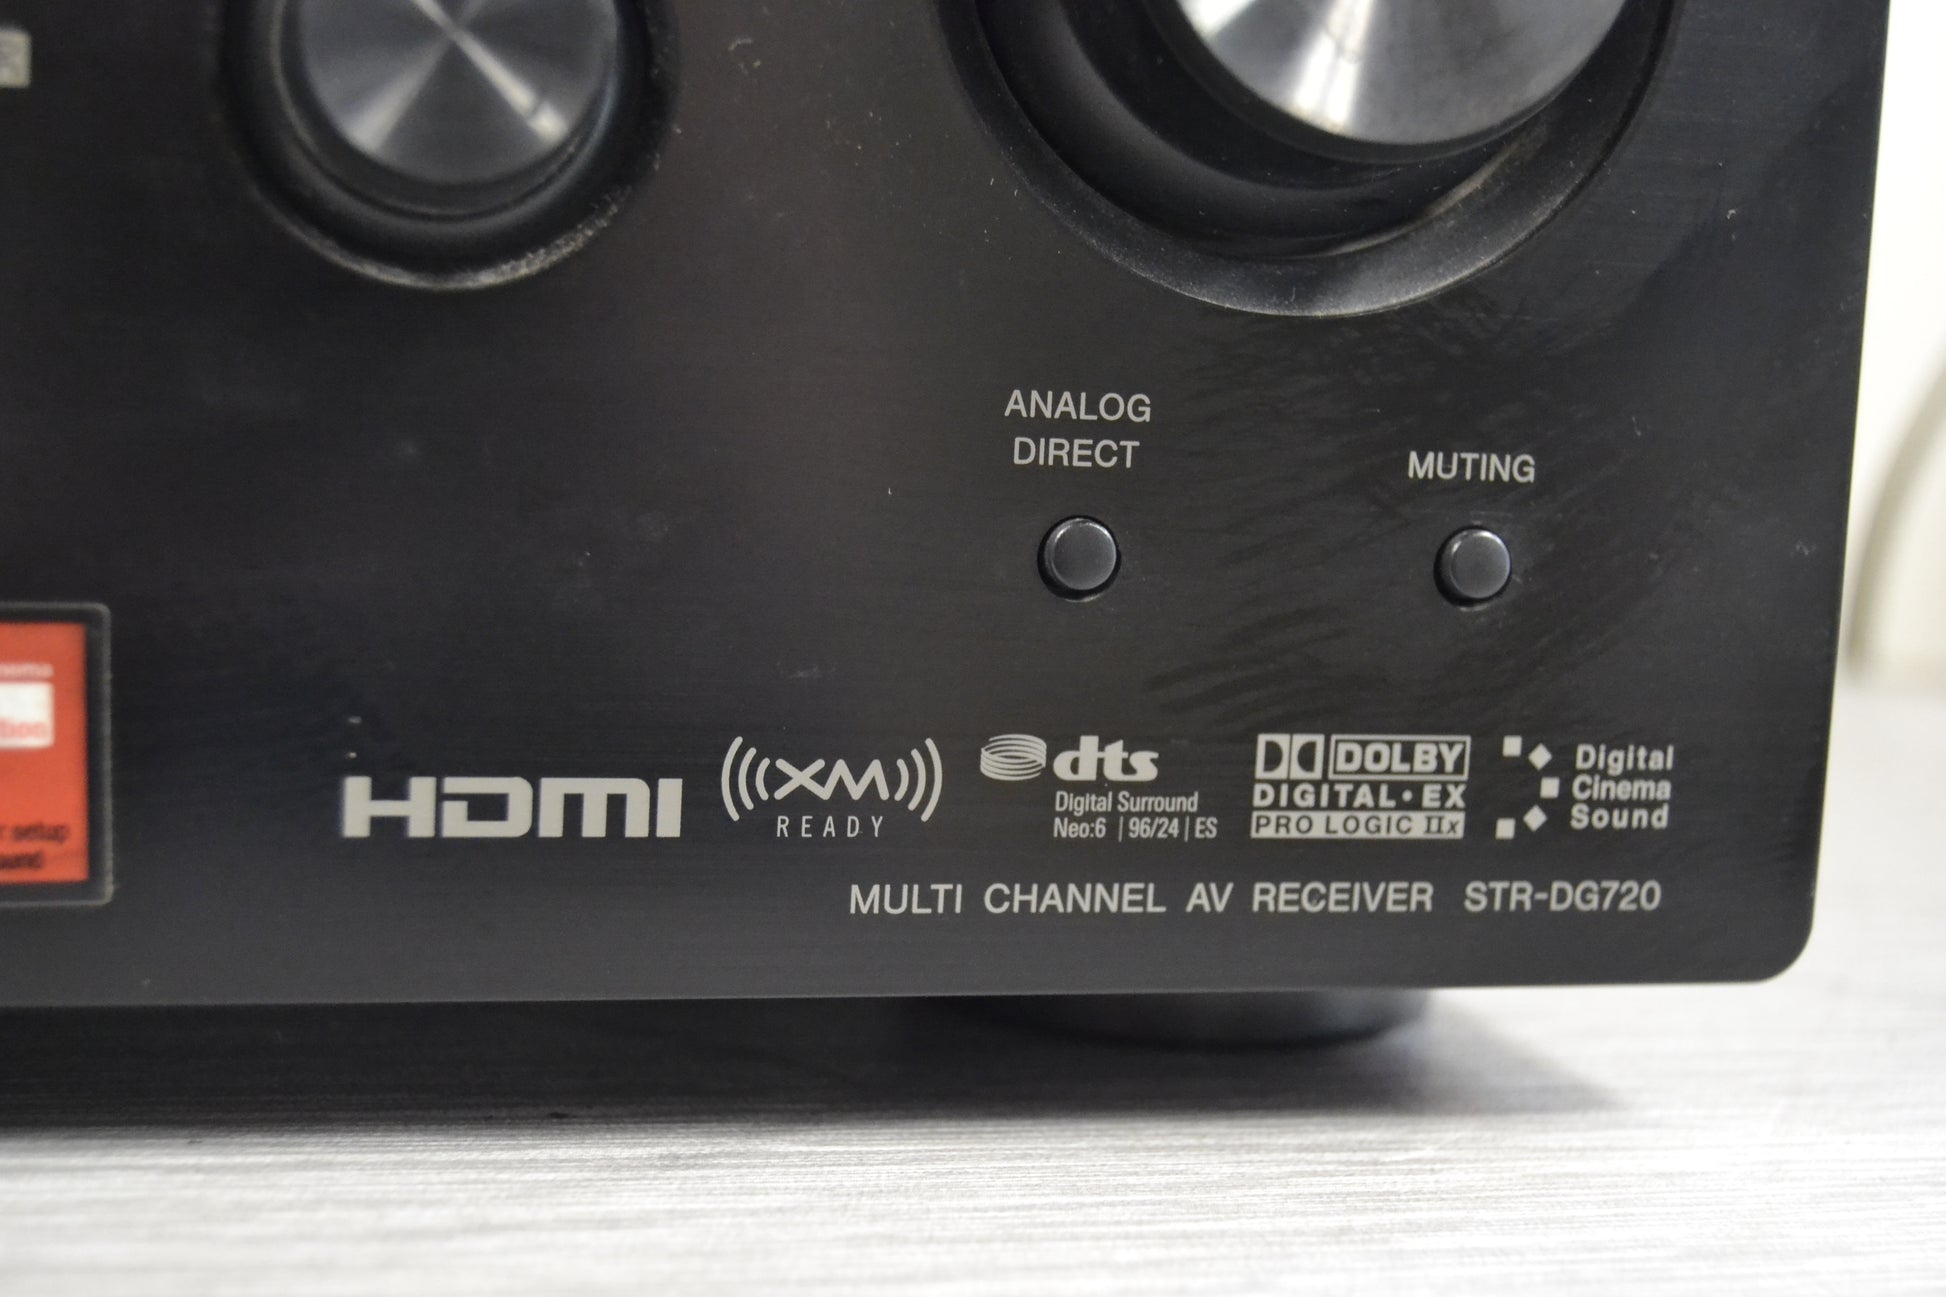 ANALOG
DIRECT
MUTING
HDMI
XM
READY
dts
Digital Surround
Neo:6 | 96/24 | ES
DOLBY
DIGITAL • EX
PRO LOGIC IIx
Digital
Cinema
Sound
MULTI CHANNEL AV RECEIVER STR-DG720
setup